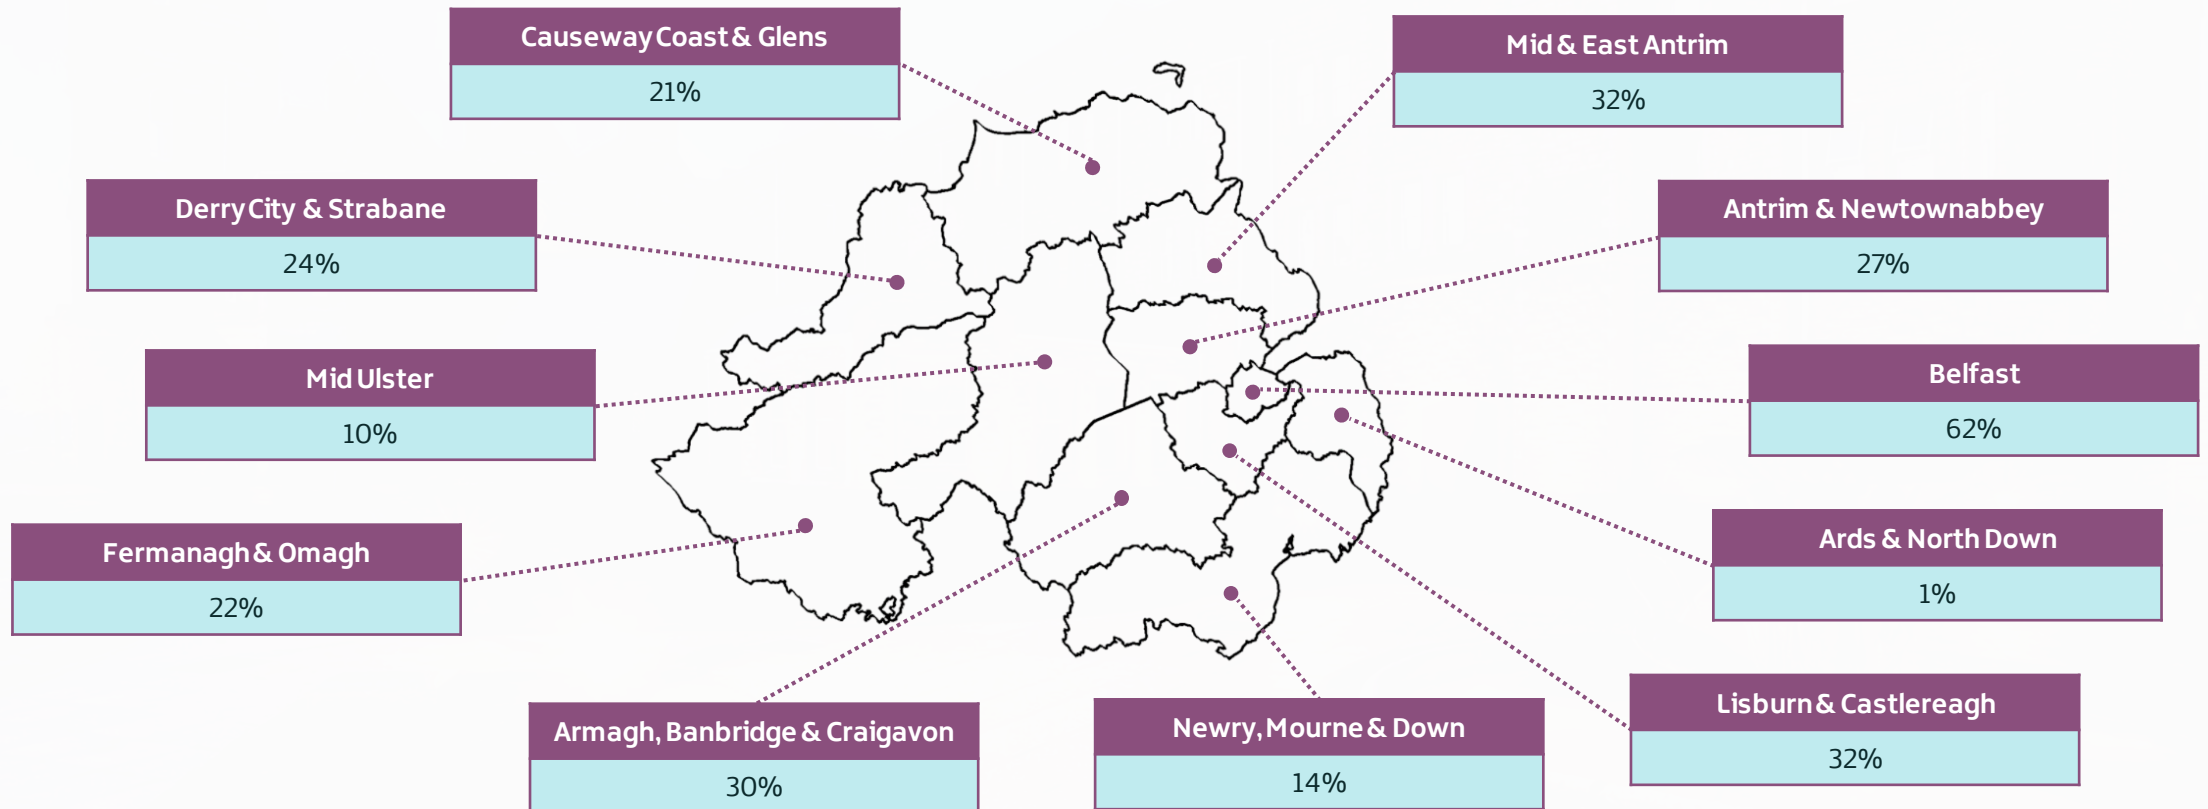 Causeway Coast & Glens
21%
Mid & East Antrim
32%
Derry City & Strabane
24%
Antrim & Newtownabbey
27%
Mid Ulster
10%
Belfast
62%
Fermanagh & Omagh
22%
Ards & North Down
1%
Armagh, Banbridge & Craigavon
30%
Newry, Mourne & Down
14%
Lisburn & Castlereagh
32%